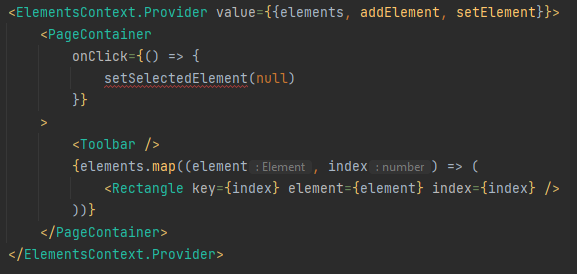 <ElementsContext.Provider value={{elements, addElement, setElement}}>
    <PageContainer
        onClick={() => {
            setSelectedElement(null)
        }}
    >
        <Toolbar />
        {elements.map((element : Element , index : number ) => (
            <Rectangle key={index} element={element} index={index} />
        ))}
    </PageContainer>
</ElementsContext.Provider>